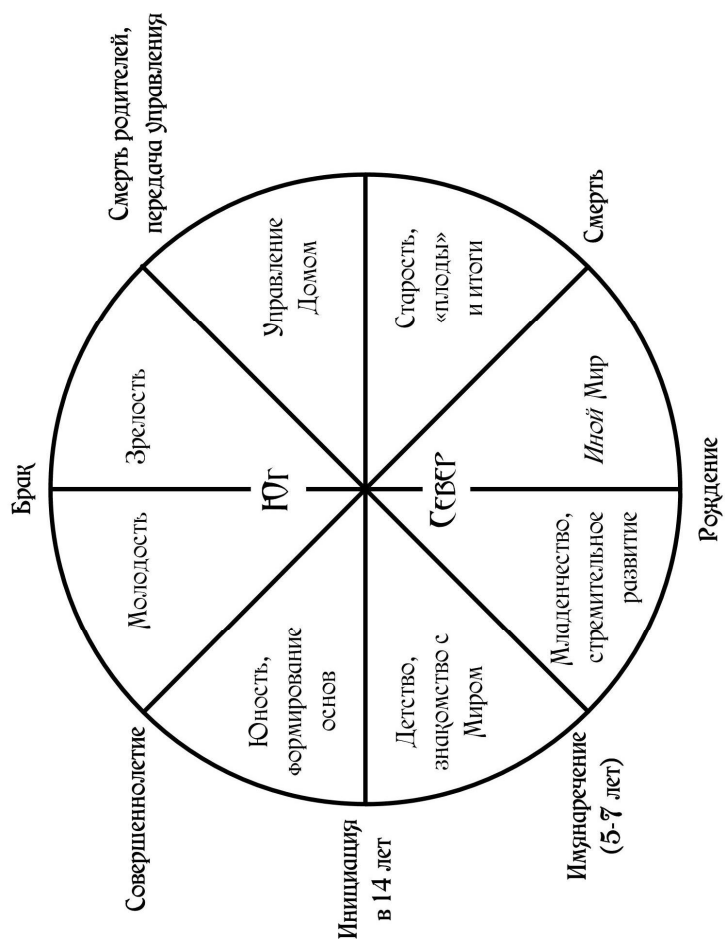 Инициация
в 14 лет
Имянаречение
(5-7 лет)
Совершеннолетие
Детство,
знакомство с
Миром
Юность,
формирование
основ
Младенчество,
стремительное
развитие
Молодость
Рождение
Север
Юг
Брак
Иной Мир
Зрелость
Старость,
«плоды»
и итоги
Управление
Домом
Смерть
Смерть родителей,
передача управления